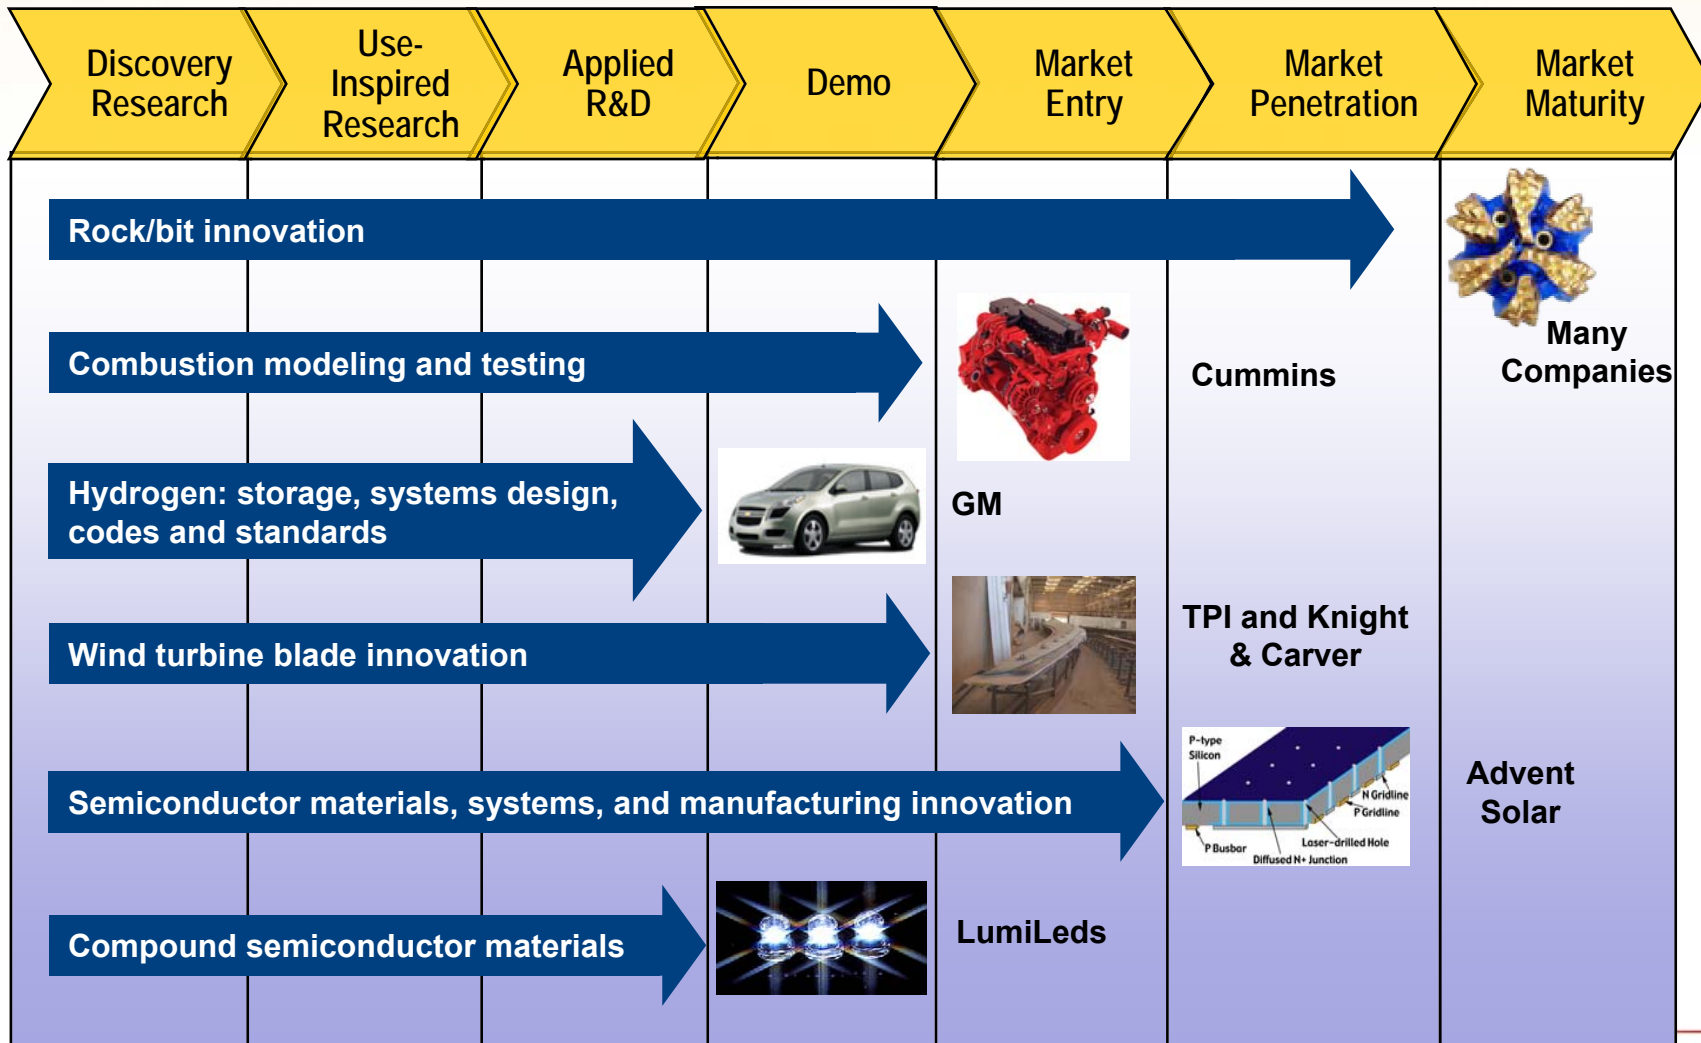 Discovery
Research
Use-
Inspired
Research
Applied
R&D
Demo
Market
Entry
Market
Penetration
Market
Maturity
Rock/bit innovation
Many
Companies
Combustion modeling and testing
Cummins
Hydrogen: storage, systems design,
codes and standards
GM
Wind turbine blade innovation
TPI and Knight
& Carver
Semiconductor materials, systems, and manufacturing innovation
P-type
Silicon
N Gridline
P Gridline
Laser-drilled Hole
P Busbar
Diffused N+ Junction
Advent
Solar
Compound semiconductor materials
LumiLeds